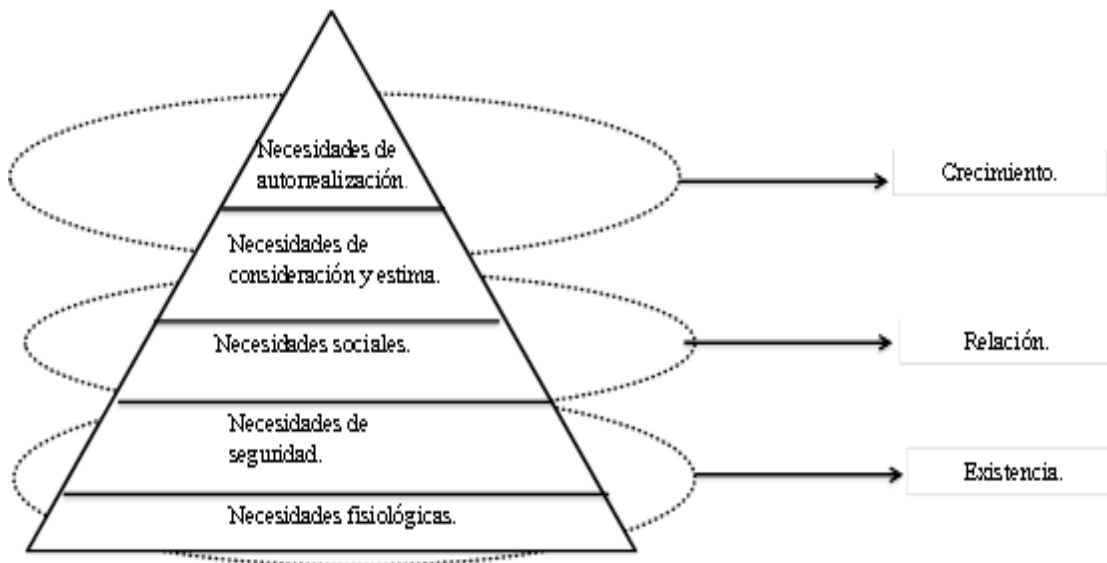 Necesidades de
autorrealización.
Crecimiento.
Necesidades de
consideración y estima.
Necesidades sociales.
Relación.
Necesidades de
seguridad.
Existencia.
Necesidades fisiológicas.